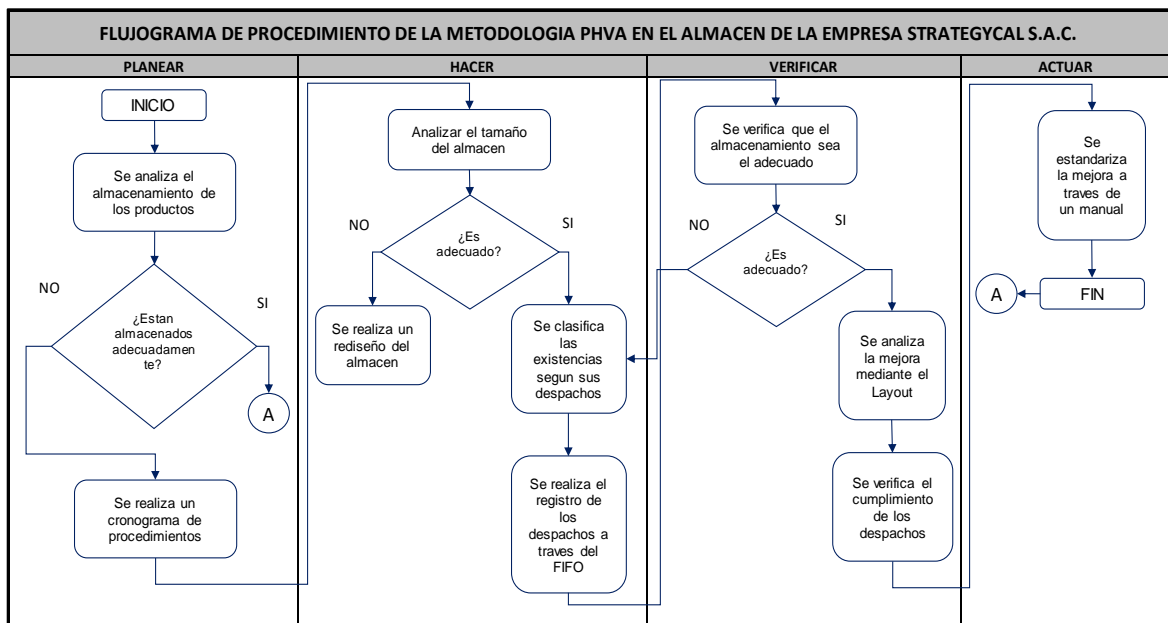 FLUJOGRAMA DE PROCEDIMIENTO DE LA METODOLOGIA PHVA EN EL ALMACEN DE LA EMPRESA STRATEGYCAL S.A.C.
PLANEAR
HACER
VERIFICAR
ACTUAR
INICIO
Se analiza el
almacenamiento de
los productos
NO
SI
¿Estan
almacenados
adecuadamen
te?
A
Se realiza un
cronograma de
procedimientos
Analizar el tamaño
del almacen
NO
SI
¿Es
adecuado?
Se realiza un
rediseño del
almacen
Se clasifica
las
existencias
segun sus
despachos
Se realiza el
registro de
los
despachos a
traves del
FIFO
Se verifica que el
almacenamiento sea
el adecuado
NO
SI
¿Es
adecuado?
Se analiza
la mejora
mediante el
Layout
Se verifica el
cumplimiento
de los
despachos
Se
estandariza
la mejora a
traves de
un manual
A
FIN